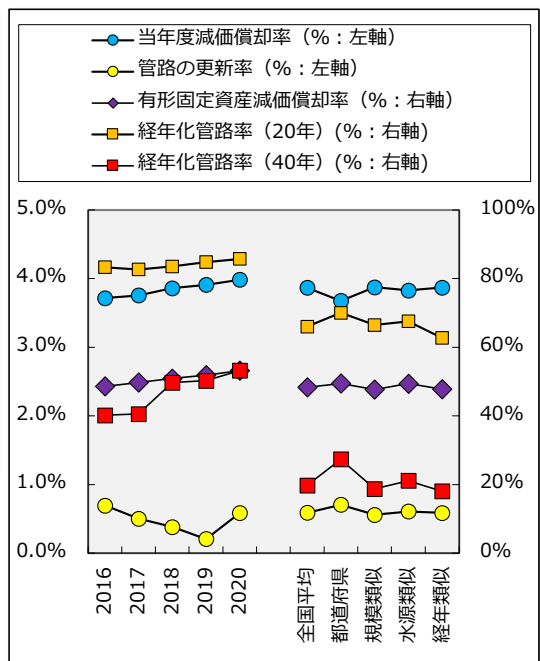 当年度減価償却率（%：左軸）
管路の更新率（%：左軸）
有形固定資産減価償却率（%：右軸）
経年化管路率（20年）(%：右軸)
経年化管路率（40年）(%：右軸)
5.0%
4.0%
3.0%
2.0%
1.0%
0.0%
100%
80%
60%
40%
20%
0%
2016
2017
2018
2019
2020
全国平均
都道府県
規模類似
水源類似
経年類似